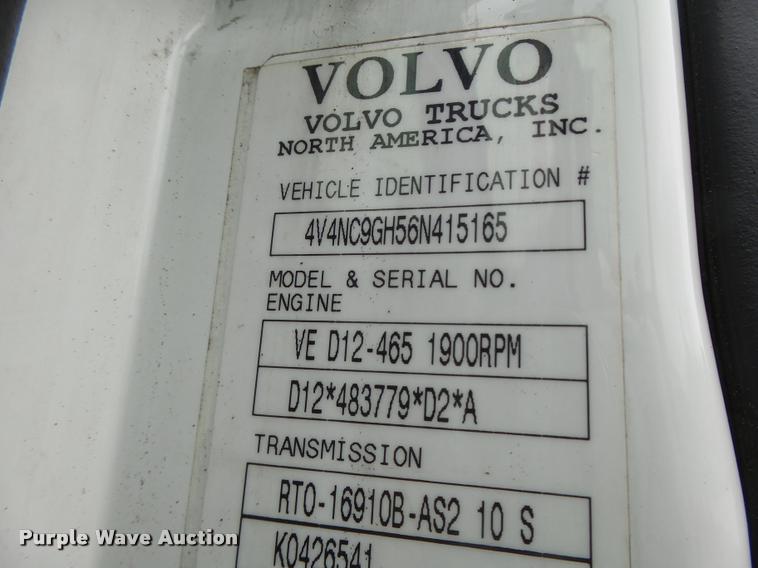 VOLVO
VOLVO TRUCKS
NORTH AMERICA, INC.
VEHICLE IDENTIFICATION #
4V4NC9GH56N415165
MODEL & SERIAL NO.
ENGINE
VE D12-465 1900RPM
D12*483779*D2*A
TRANSMISSION
RTO-16910B-AS2 10 S
K0426541
Purple Wave Auction